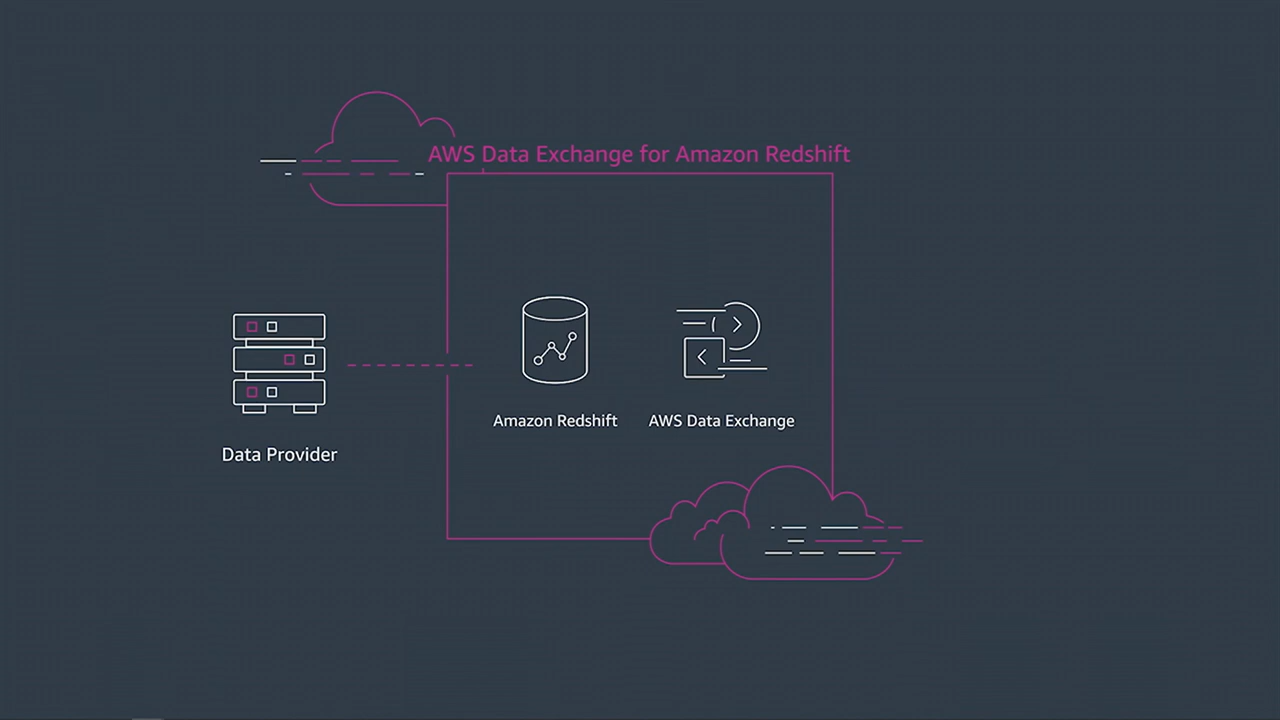 AWS Data Exchange for Amazon Redshift
Amazon Redshift
AWS Data Exchange
Data Provider